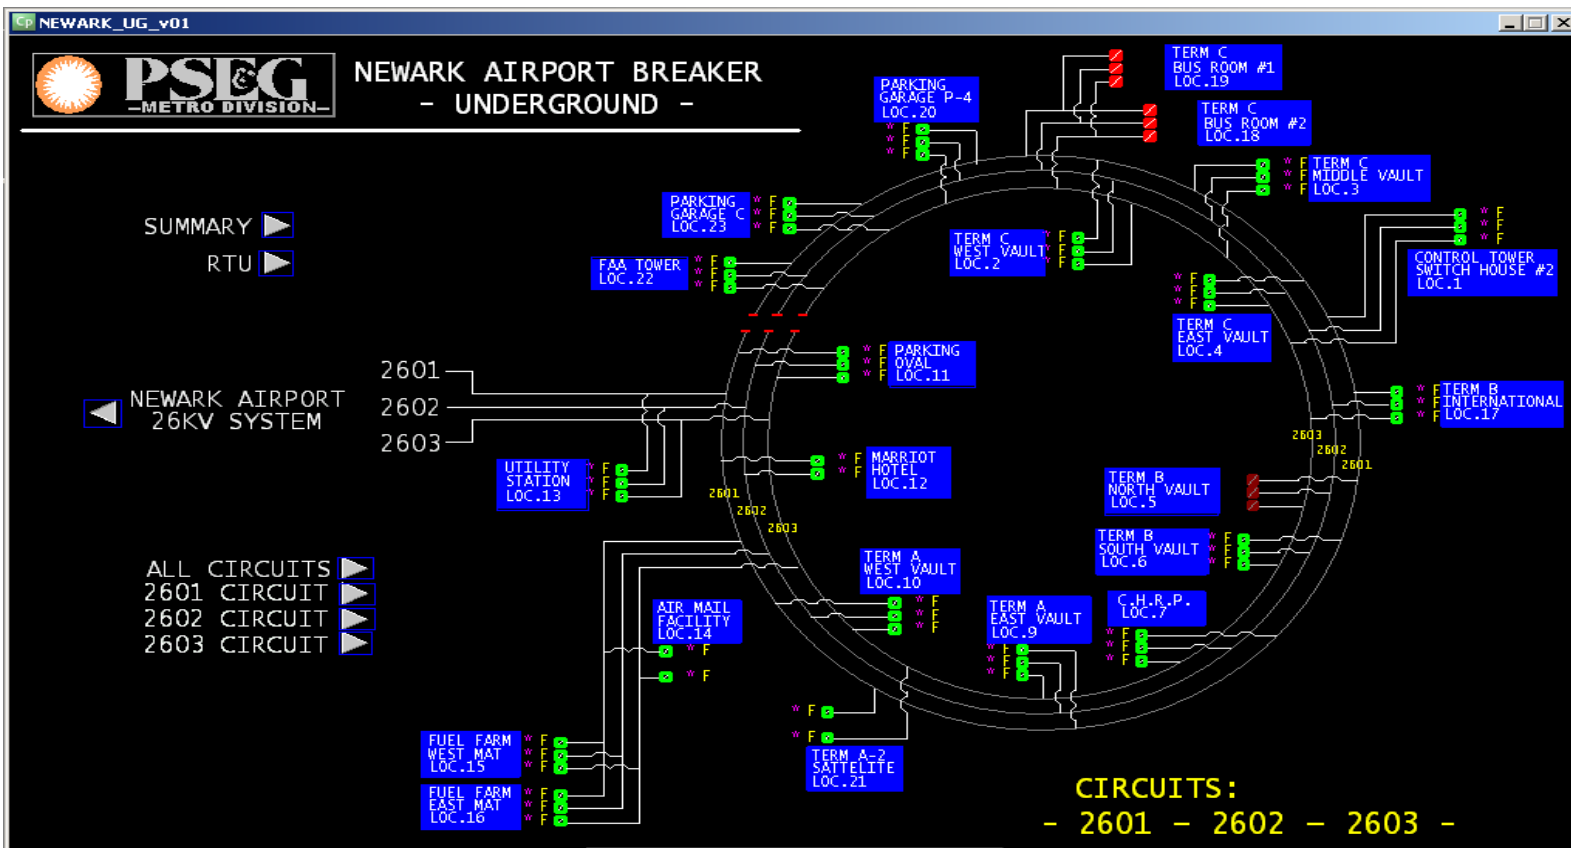 NEWARK_UG_v01
PSEG
-METRO DIVISION-
NEWARK AIRPORT BREAKER
- UNDERGROUND -
SUMMARY
RTU
NEWARK AIRPORT
26KV SYSTEM
2601
2602
2603
ALL CIRCUITS
2601 CIRCUIT
2602 CIRCUIT
2603 CIRCUIT
PARKING
GARAGE P-4
LOC.20
* F
* F
* F
TERM C
BUS ROOM #1
LOC.19
TERM C
BUS ROOM #2
LOC.18
* F TERM C
* MIDDLE VAULT
* F LOC.3
PARKING * F
GARAGE C * F
LOC.23 * F
TERM C * F
WEST VAULT * F
LOC.2 * F
* F
* F
* F
CONTROL TOWER
SWITCH HOUSE #2
LOC.1
FAA TOWER * F
LOC.22 * F
* F
* F
* F
* F
TERM C
EAST VAULT
LOC.4
* F PARKING
* F OVAL
* F LOC.11
* F TERM B
* INTERNATIONAL
* F LOC.17
2603
2602
2601
* F MARRIOT
* F HOTEL
LOC.12
UTILITY * F
STATION * F
LOC.13 * F
2601
2602
2603
TERM B
NORTH VAULT
LOC.5
TERM B * F
SOUTH VAULT * F
LOC.6 * F
TERM A
WEST VAULT
LOC.10
* F
* F
* F
AIR MAIL
FACILITY
LOC.14
* F
* F
TERM A
EAST VAULT
LOC.9
* F
* F
* F
C.H.R.P.
LOC.7
* F
* F
* F
* F
* F
TERM A-2
SATTELITE
LOC.21
FUEL FARM * F
WEST MAT * F
LOC.15 * F
FUEL FARM * F
EAST MAT * F
LOC.16 * F
CIRCUITS:
- 2601 - 2602 - 2603 -